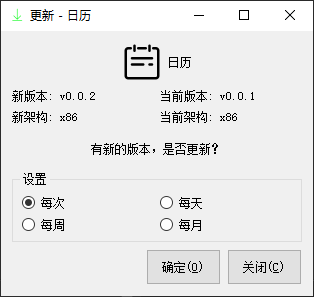 更新 - 日历
日历
新版本: v0.0.2 当前版本: v0.0.1
新架构: x86 当前架构: x86
有新的版本，是否更新？
设置
每次 每天
每周 每月
确定(O) 关闭(C)